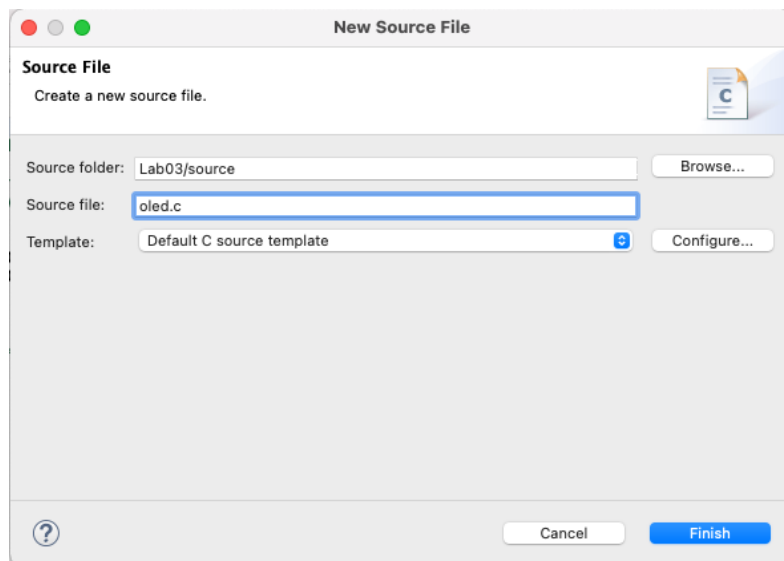 New Source File
Source File
Create a new source file.
C
Source folder: Lab03/source Browse...
Source file: oled.c
Template: Default C source template Configure...
? Cancel Finish